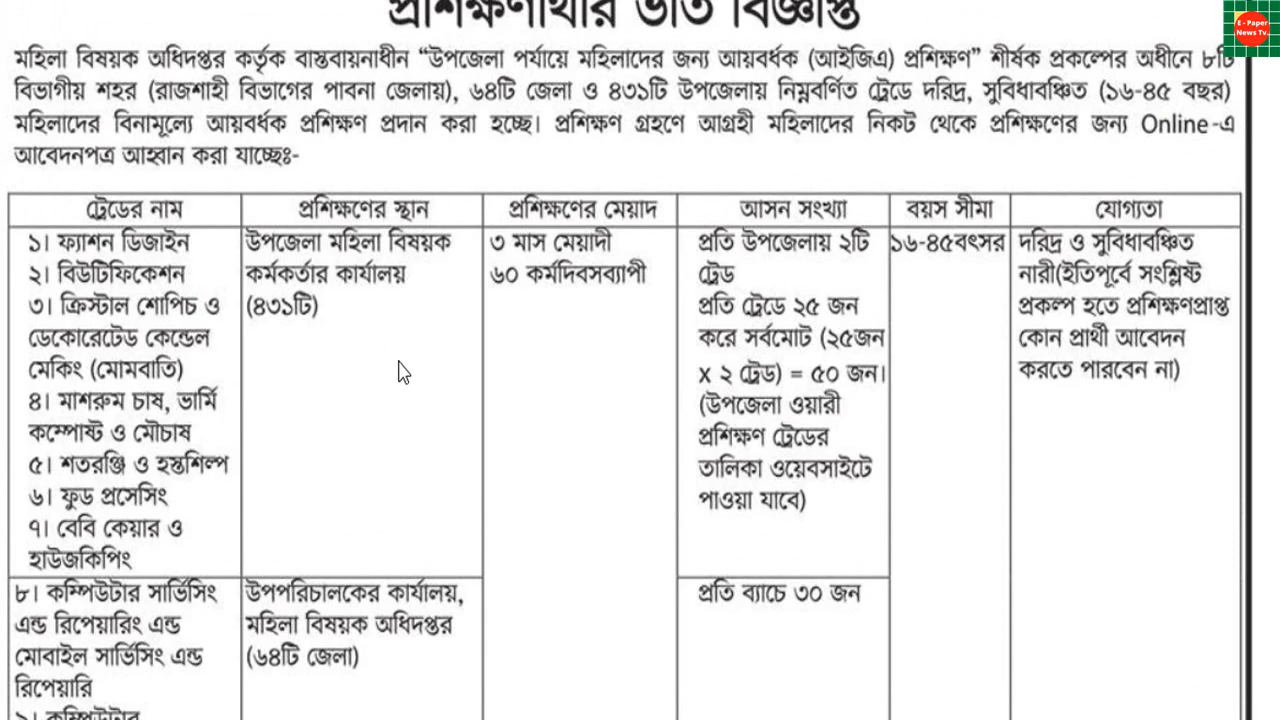 প্রশিক্ষণার্থীর ভর্তি বিজ্ঞপ্তি
E - Paper
News Tv.
মহিলা বিষয়ক অধিদপ্তর কর্তৃক বাস্তবায়নাধীন “উপজেলা পর্যায়ে মহিলাদের জন্য আয়বর্ধক (আইজিএ) প্রশিক্ষণ” শীর্ষক প্রকল্পের অধীনে ৮টি
বিভাগীয় শহর (রাজশাহী বিভাগের পাবনা জেলায়), ৬৪টি জেলা ও ৪৩১টি উপজেলায় নিম্নবর্ণিত ট্রেডে দরিদ্র, সুবিধাবঞ্চিত (১৬-৪৫ বছর)
মহিলাদের বিনামূল্যে আয়বর্ধক প্রশিক্ষণ প্রদান করা হচ্ছে। প্রশিক্ষণ গ্রহণে আগ্রহী মহিলাদের নিকট থেকে প্রশিক্ষণের জন্য Online-এ
আবেদনপত্র আহ্বান করা যাচ্ছেঃ-
ট্রেডের নাম
প্রশিক্ষণের স্থান
প্রশিক্ষণের মেয়াদ
আসন সংখ্যা
বয়স সীমা
যোগ্যতা
১। ফ্যাশন ডিজাইন
২। বিউটিফিকেশন
৩। ক্রিস্টাল শোপিচ ও
ডেকোরেটেড কেন্ডেল
মেকিং (মোমবাতি)
৪। মাশরুম চাষ, ভার্মি
কম্পোষ্ট ও মৌচাষ
৫। শতরঞ্জি ও হস্তশিল্প
৬। ফুড প্রসেসিং
৭। বেবি কেয়ার ও
হাউজকিপিং
উপজেলা মহিলা বিষয়ক
কর্মকর্তার কার্যালয়
(৪৩১টি)
৩ মাস মেয়াদী
৬০ কর্মদিবসব্যাপী
প্রতি উপজেলায় ২টি
ট্রেড
প্রতি ট্রেডে ২৫ জন
করে সর্বমোট (২৫জন
x ২ ট্রেড) = ৫০ জন।
(উপজেলা ওয়ারী
প্রশিক্ষণ ট্রেডের
তালিকা ওয়েবসাইটে
পাওয়া যাবে)
১৬-৪৫বৎসর
দরিদ্র ও সুবিধাবঞ্চিত
নারী(ইতিপূর্বে সংশ্লিষ্ট
প্রকল্প হতে প্রশিক্ষণপ্রাপ্ত
কোন প্রার্থী আবেদন
করতে পারবেন না)
৮। কম্পিউটার সার্ভিসিং
এন্ড রিপেয়ারিং এন্ড
মোবাইল সার্ভিসিং এন্ড
রিপেয়ারি
৯। কম্পিউটার
উপপরিচালকের কার্যালয়,
মহিলা বিষয়ক অধিদপ্তর
(৬৪টি জেলা)
প্রতি ব্যাচে ৩০ জন